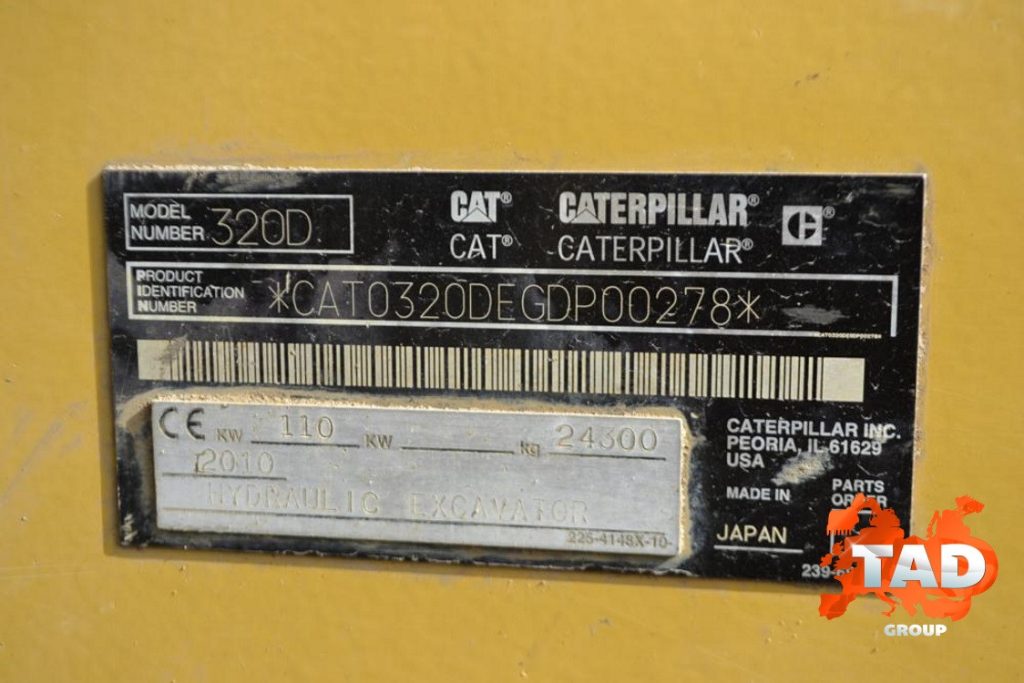 MODEL NUMBER 320D
CAT® CATERPILLAR® ®
CAT® CATERPILLAR®
PRODUCT IDENTIFICATION NUMBER *CAT0320DEGDP00278*
CE KW 110 KW kg 24300
2010
HYDRAULIC EXCAVATOR
225-4148X-10
CATERPILLAR INC.
PEORIA, IL 61629
USA
MADE IN
JAPAN
PARTS
ORDER
TAD
GROUP